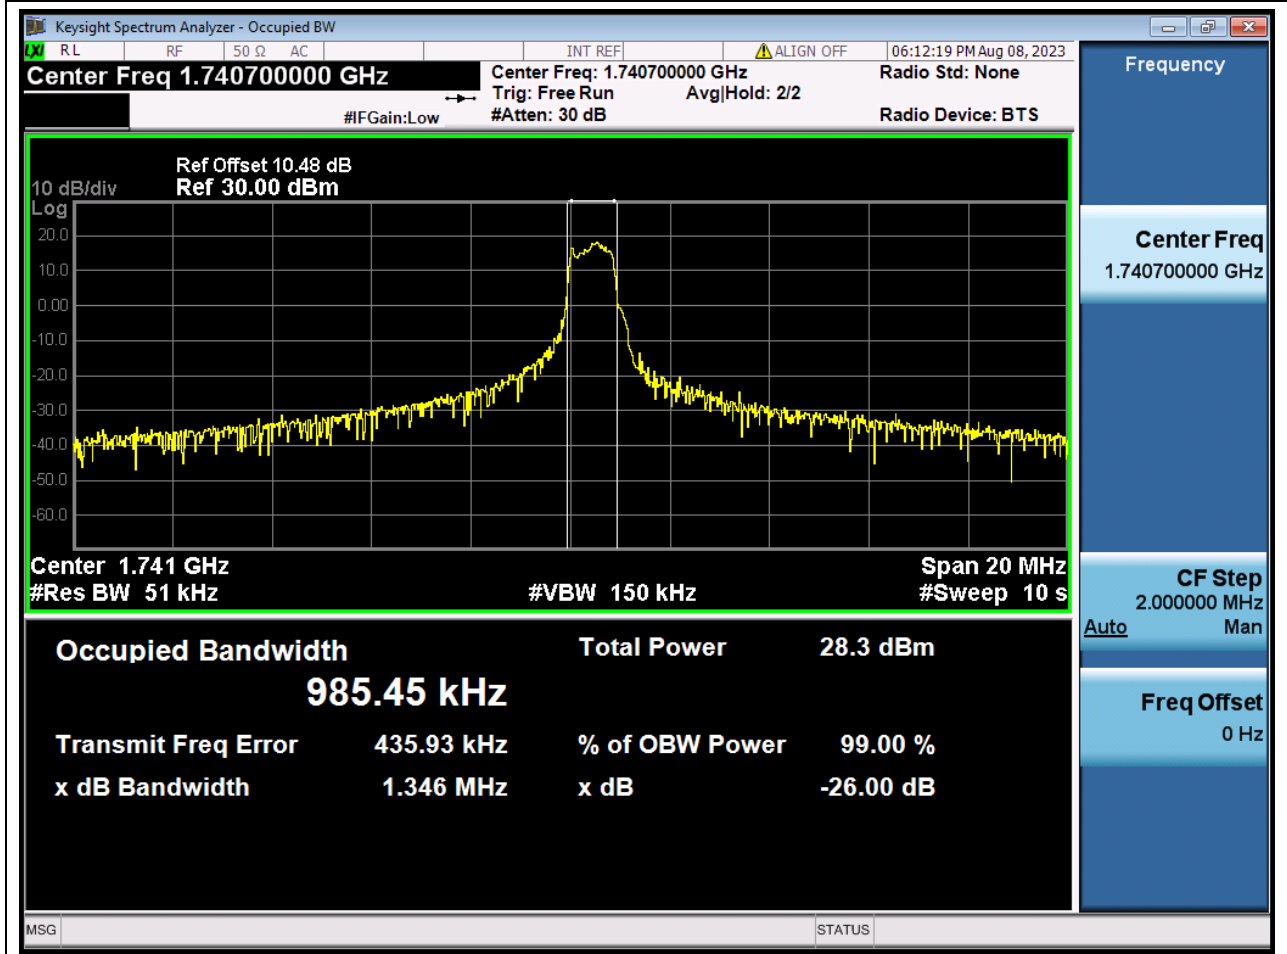 Keysight Spectrum Analyzer - Occupied BW
LXI RL RF 50 Ω AC INT REF ALIGN OFF 06:12:19 PM Aug 08, 2023
Center Freq 1.740700000 GHz
Center Freq: 1.740700000 GHz
Radio Std: None
Trig: Free Run Avg|Hold: 2/2
#IFGain:Low
#Atten: 30 dB
Radio Device: BTS
Ref Offset 10.48 dB
10 dB/div Ref 30.00 dBm
Log
20.0
10.0
0.00
-10.0
-20.0
-30.0
-40.0
-50.0
-60.0
Center 1.741 GHz Span 20 MHz
#Res BW 51 kHz #VBW 150 kHz #Sweep 10 s
Occupied Bandwidth Total Power 28.3 dBm
985.45 kHz
Transmit Freq Error 435.93 kHz % of OBW Power 99.00 %
x dB Bandwidth 1.346 MHz x dB -26.00 dB
Frequency
Center Freq
1.740700000 GHz
CF Step
2.000000 MHz
Auto Man
Freq Offset
0 Hz
MSG STATUS